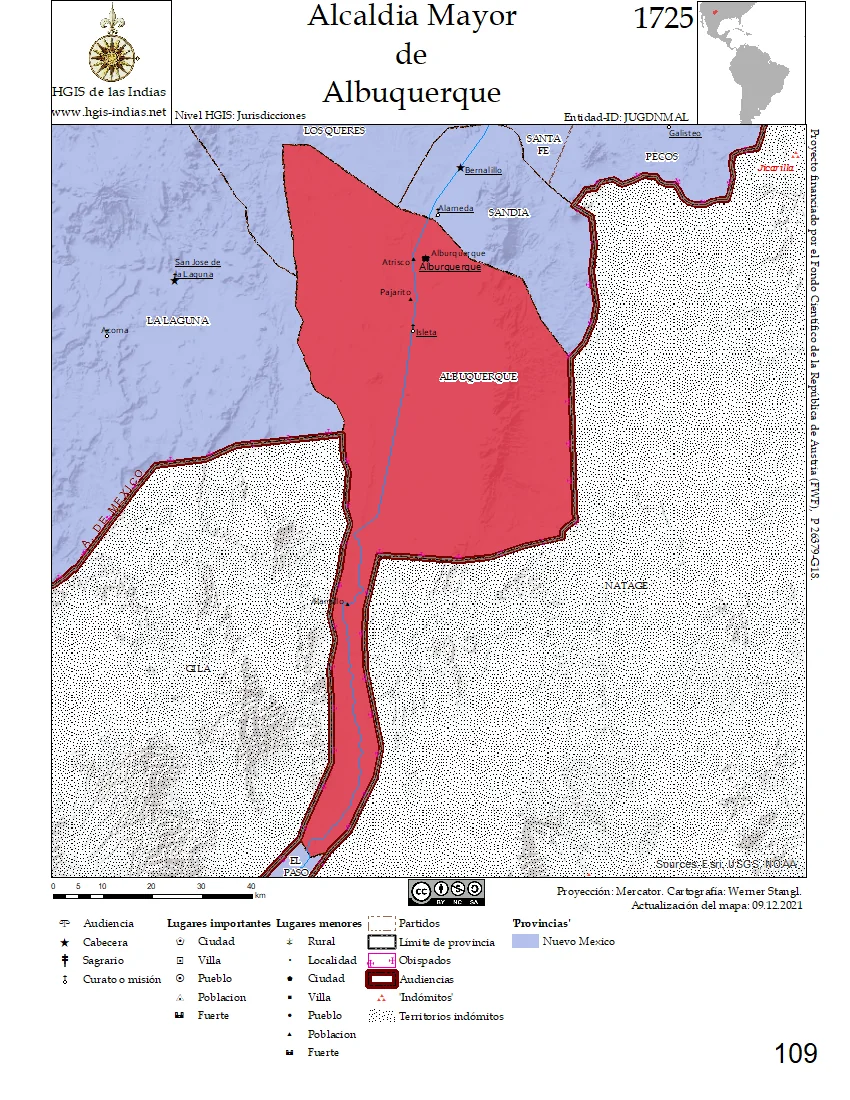 Alcaldia Mayor
de
Albuquerque
1725
HGIS de las Indias
www.hgis-indias.net
Nivel HGIS: Jurisdicciones
Entidad-ID: JUGDNMAL
LOS QUERES
SANTA
FE
Galisteo
PECOS
Jicarilla
Bernalillo
Alameda
SANDIA
San Jose de
la Laguna
Atrisco
Alburquerque
Alburquerque
Pajarito
LA LAGUNA
Acoma
Isleta
ALBUQUERQUE
A. DE MEXICO
NATAGE
GILA
EL
PASO
Sources: Esri, USGS, NOAA
Proyecto financiado por el Fondo Científico de la República de Austria (FWF), P 26379-G18.
0 5 10 20 30 40
km
CC BY NC SA
Proyección: Mercator. Cartografía: Werner Stangl.
Actualización del mapa: 09.12.2021
Audiencia
Cabecera
Sagrario
Curato o misión
Lugares importantes
Ciudad
Villa
Pueblo
Poblacion
Fuerte
Lugares menores
Rural
Localidad
Ciudad
Villa
Pueblo
Poblacion
Fuerte
Partidos
Límite de provincia
Obispados
Audiencias
'Indómitos'
Territorios indómitos
'Provincias'
Nuevo Mexico
109